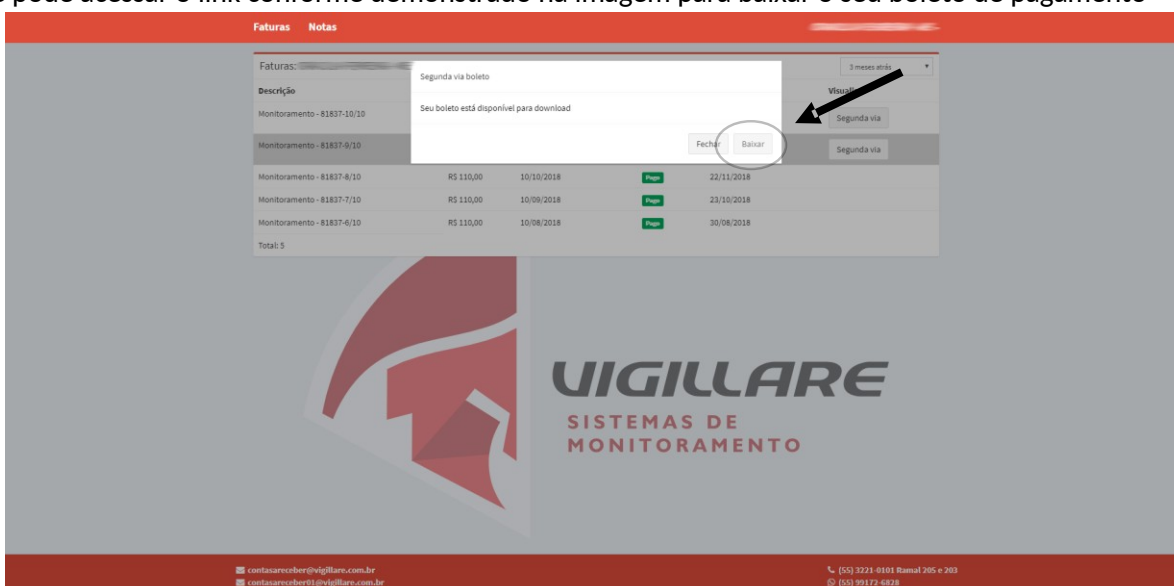 pode acessar o link conforme demonstrado na imagem para baixar o seu boleto de pagamento
Faturas Notas
Faturas:
3 meses atrás
Segunda via boleto
Descrição
Seu boleto está disponível para download
Monitoramento - 81837-10/10
Segunda via
Fechar Baixar
Monitoramento - 81837-9/10
Segunda via
Monitoramento - 81837-8/10 R$ 110,00 10/10/2018 Pago 22/11/2018
Monitoramento - 81837-7/10 R$ 110,00 10/09/2018 Pago 23/10/2018
Monitoramento - 81837-6/10 R$ 110,00 10/08/2018 Pago 30/08/2018
Total: 5
VIGILLARE
SISTEMAS DE
MONITORAMENTO
contasareceber@vigillare.com.br (55) 3221-0101 Ramal 205 e 203
contasareceber01@vigillare.com.br (55) 99172-6828